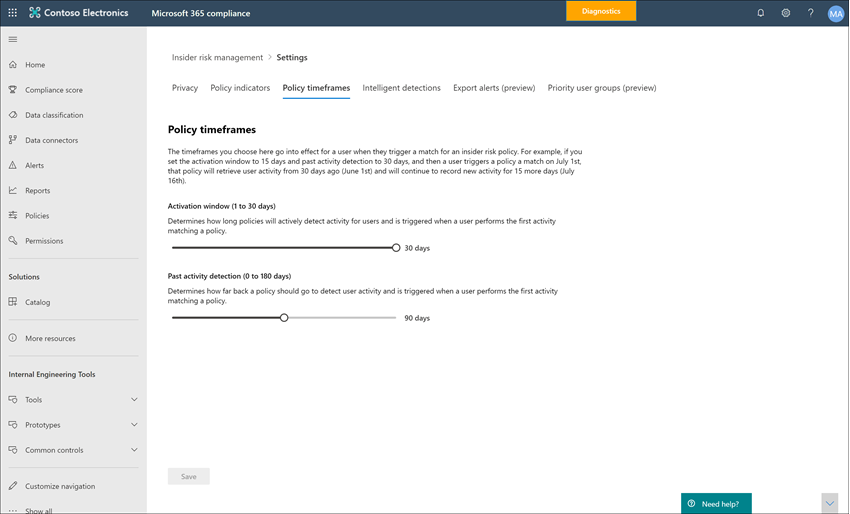 Contoso Electronics
Microsoft 365 compliance
Diagnostics
?
MA
Home
Compliance score
Data classification
Data connectors
Alerts
Reports
Policies
Permissions
Solutions
Catalog
More resources
Internal Engineering Tools
Tools
Prototypes
Common controls
Customize navigation
Show all
Insider risk management > Settings
Privacy
Policy indicators
Policy timeframes
Intelligent detections
Export alerts (preview)
Priority user groups (preview)
Policy timeframes
The timeframes you choose here go into effect for a user when they trigger a match for an insider risk policy. For example, if you
set the activation window to 15 days and past activity detection to 30 days, and then a user triggers a policy a match on July 1st,
that policy will retrieve user activity from 30 days ago (June 1st) and will continue to record new activity for 15 more days (July
16th).
Activation window (1 to 30 days)
Determines how long policies will actively detect activity for users and is triggered when a user performs the first activity
matching a policy.
30 days
Past activity detection (0 to 180 days)
Determines how far back a policy should go to detect user activity and is triggered when a user performs the first activity
matching a policy.
90 days
Save
Need help?